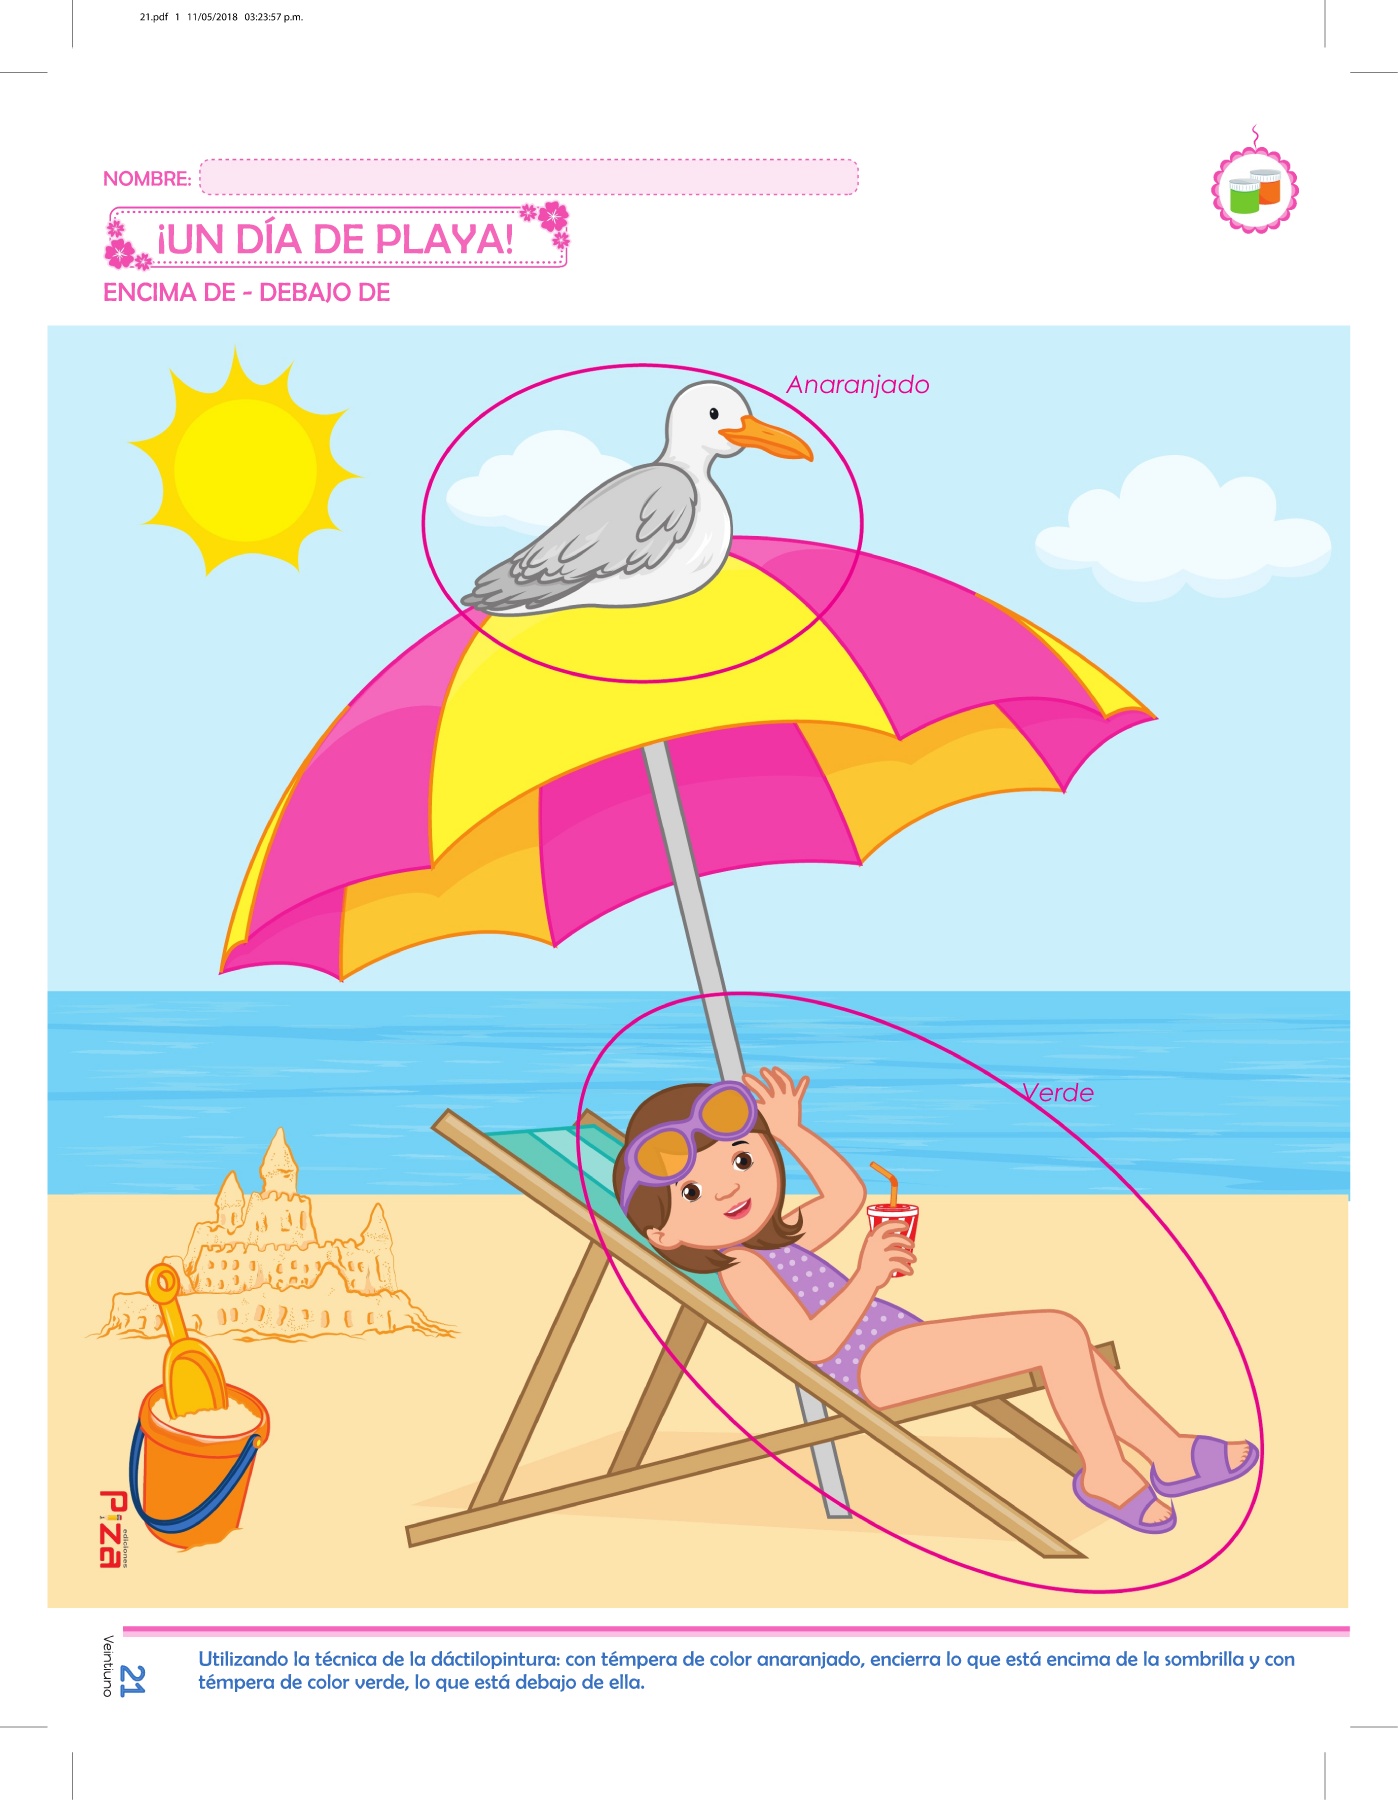 21.pdf 1 11/05/2018 03:23:57 p.m.
NOMBRE:
¡UN DÍA DE PLAYA!
ENCIMA DE - DEBAJO DE
Anaranjado
Verde
Piza
ediciones
Veintiuno
21
Utilizando la técnica de la dáctilopintura: con témpera de color anaranjado, encierra lo que está encima de la sombrilla y con
témpera de color verde, lo que está debajo de ella.